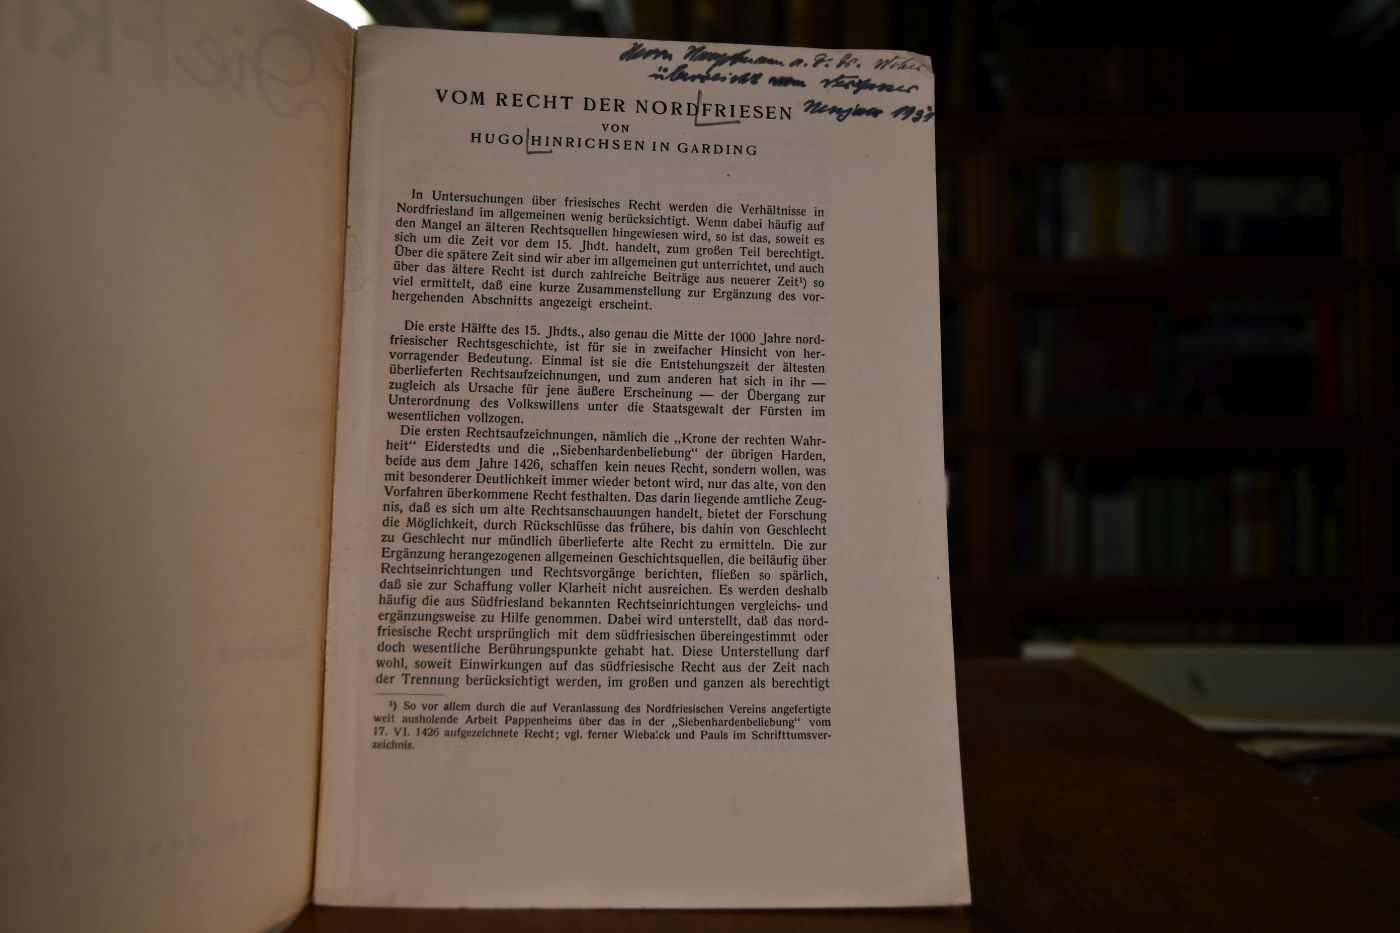 Herrn Hauptmann a. D. Dr. Weber
überreicht vom Verfasser
Neujahr 1931
VOM RECHT DER NORDFRIESEN
VON
HUGO HINRICHSEN IN GARDING
In Untersuchungen über friesisches Recht werden die Verhältnisse in
Nordfriesland im allgemeinen wenig berücksichtigt. Wenn dabei häufig auf
den Mangel an älteren Rechtsquellen hingewiesen wird, so ist das, soweit es
sich um die Zeit vor dem 15. Jhdt. handelt, zum großen Teil berechtigt.
Über die spätere Zeit sind wir aber im allgemeinen gut unterrichtet, und auch
über das ältere Recht ist durch zahlreiche Beiträge aus neuerer Zeit¹) so
viel ermittelt, daß eine kurze Zusammenstellung zur Ergänzung des vor-
hergehenden Abschnitts angezeigt erscheint.
Die erste Hälfte des 15. Jhdts., also genau die Mitte der 1000 Jahre nord-
friesischer Rechtsgeschichte, ist für sie in zweifacher Hinsicht von her-
vorragender Bedeutung. Einmal ist sie die Entstehungszeit der ältesten
überlieferten Rechtsaufzeichnungen, und zum anderen hat sich in ihr —
zugleich als Ursache für jene äußere Erscheinung — der Übergang zur
Unterordnung des Volkswillens unter die Staatsgewalt der Fürsten im
wesentlichen vollzogen.
Die ersten Rechtsaufzeichnungen, nämlich die „Krone der rechten Wahr-
heit“ Eiderstedts und die „Siebenhardenbeliebung“ der übrigen Harden,
beide aus dem Jahre 1426, schaffen kein neues Recht, sondern wollen, was
mit besonderer Deutlichkeit immer wieder betont wird, nur das alte, von den
Vorfahren überkommene Recht festhalten. Das darin liegende amtliche Zeug-
nis, daß es sich um alte Rechtsanschauungen handelt, bietet der Forschung
die Möglichkeit, durch Rückschlüsse das frühere, bis dahin von Geschlecht
zu Geschlecht nur mündlich überlieferte alte Recht zu ermitteln. Die zur
Ergänzung herangezogenen allgemeinen Geschichtsquellen, die beiläufig über
Rechtseinrichtungen und Rechtsvorgänge berichten, fließen so spärlich,
daß sie zur Schaffung voller Klarheit nicht ausreichen. Es werden deshalb
häufig die aus Südfriesland bekannten Rechtseinrichtungen vergleichs- und
ergänzungsweise zu Hilfe genommen. Dabei wird unterstellt, daß das nord-
friesische Recht ursprünglich mit dem südfriesischen übereingestimmt oder
doch wesentliche Berührungspunkte gehabt hat. Diese Unterstellung darf
wohl, soweit Einwirkungen auf das südfriesische Recht aus der Zeit nach
der Trennung berücksichtigt werden, im großen und ganzen als berechtigt
¹) So vor allem durch die auf Veranlassung des Nordfriesischen Vereins angefertigte
weit ausholende Arbeit Pappenheims über das in der „Siebenhardenbeliebung“ vom
17. VI. 1426 aufgezeichnete Recht; vgl. ferner Wiebalck und Pauls im Schrifttumsver-
zeichnis.